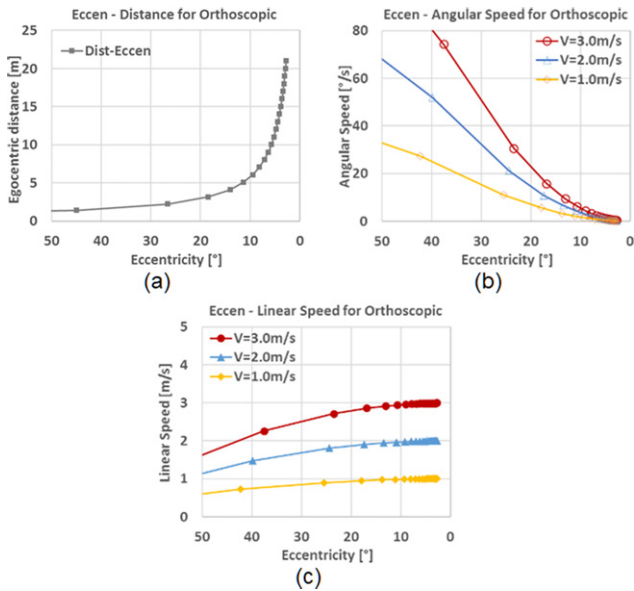 Eccen - Distance for Orthoscopic
Dist-Eccen
Egocentric distance [m]
25
20
15
10
5
0
50 40 30 20 10 0
Eccentricity [°]
(a)
Eccen - Angular Speed for Orthoscopic
V=3.0m/s
V=2.0m/s
V=1.0m/s
Angular Speed [°/s]
80
60
40
20
0
50 40 30 20 10 0
Eccentricity [°]
(b)
Eccen - Linear Speed for Orthoscopic
V=3.0m/s
V=2.0m/s
V=1.0m/s
Linear Speed [m/s]
5
4
3
2
1
0
50 40 30 20 10 0
Eccentricity [°]
(c)